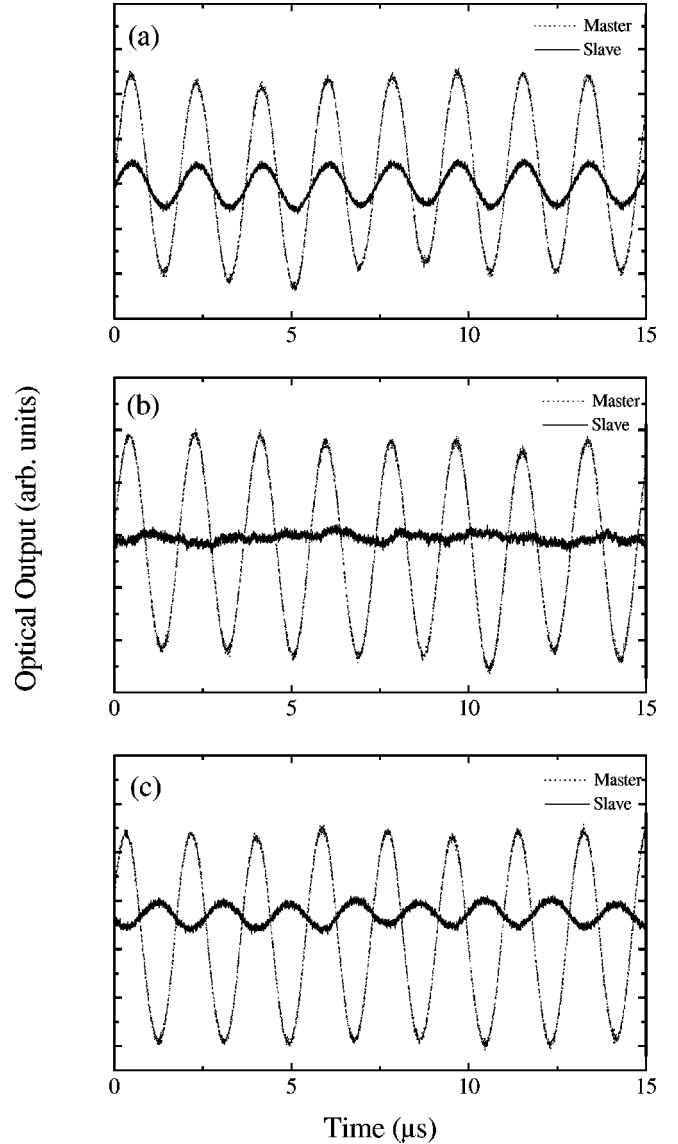 (a)
Master
Slave
0
5
10
15
Optical Output (arb. units)
(b)
Master
Slave
0
5
10
15
(c)
Master
Slave
0
5
10
15
Time (μs)